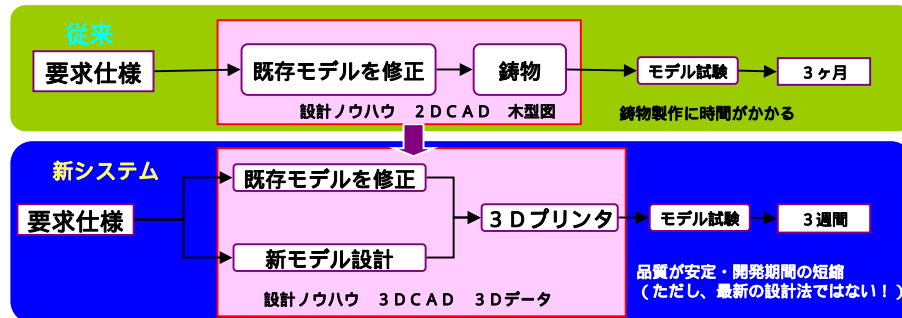 従来
要求仕様
既存モデルを修正
鋳物
モデル試験
３ヶ月
設計ノウハウ　２ＤＣＡＤ　木型図
鋳物製作に時間がかかる
新システム
要求仕様
既存モデルを修正
新モデル設計
３Ｄプリンタ
モデル試験
３週間
設計ノウハウ　３ＤＣＡＤ　３Ｄデータ
品質が安定・開発期間の短縮
（ただし、最新の設計法ではない！）